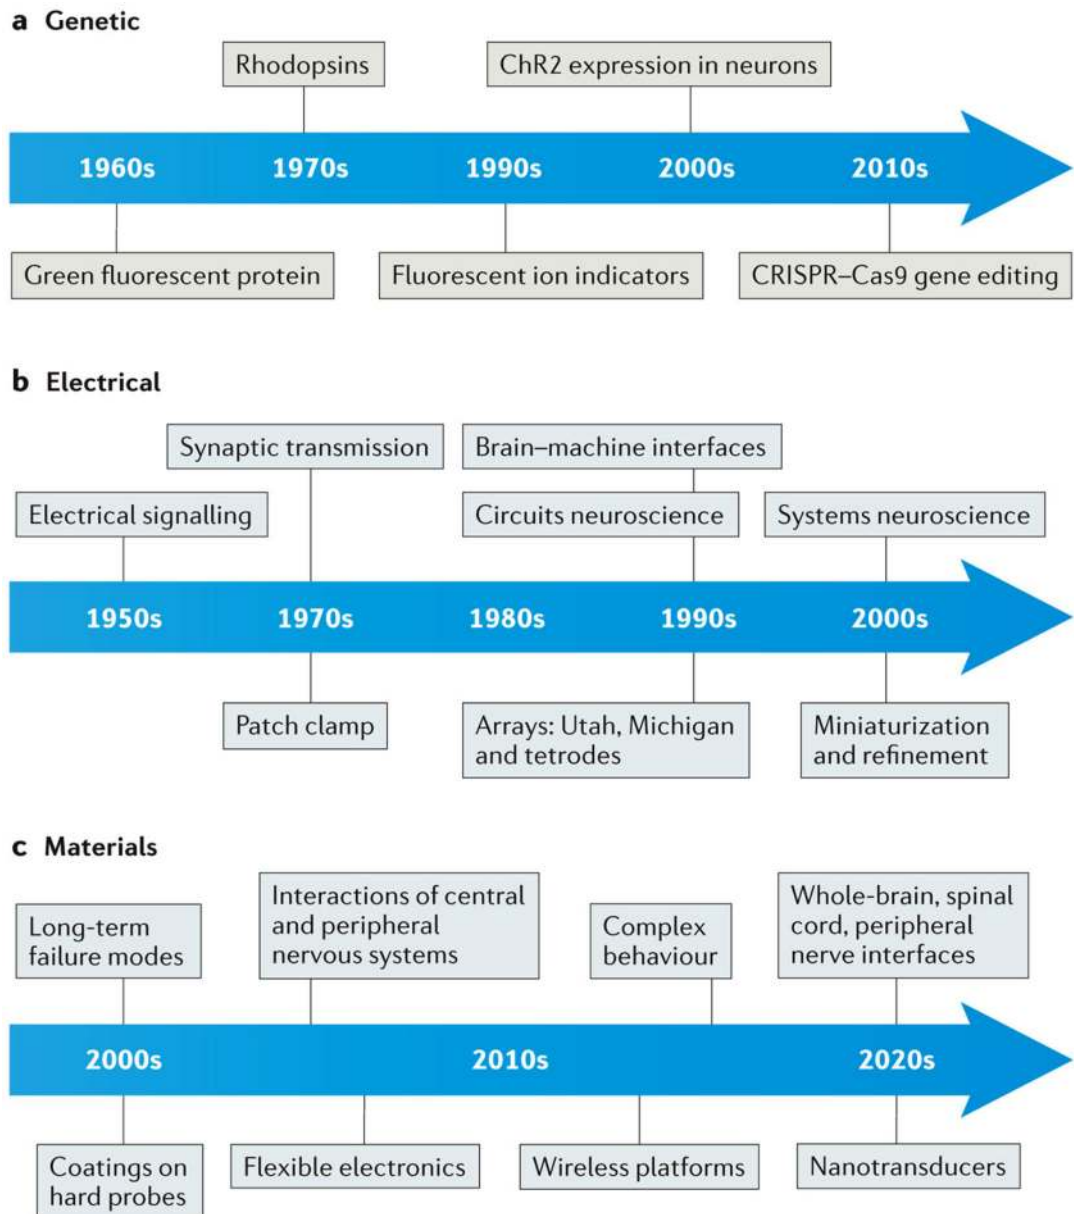 a Genetic
Rhodopsins
ChR2 expression in neurons
1960s
1970s
1990s
2000s
2010s
Green fluorescent protein
Fluorescent ion indicators
CRISPR–Cas9 gene editing
b Electrical
Synaptic transmission
Brain–machine interfaces
Electrical signalling
Circuits neuroscience
Systems neuroscience
1950s
1970s
1980s
1990s
2000s
Patch clamp
Arrays: Utah, Michigan
and tetrodes
Miniaturization
and refinement
c Materials
Long-term
failure modes
Interactions of central
and peripheral
nervous systems
Complex
behaviour
Whole-brain, spinal
cord, peripheral
nerve interfaces
2000s
2010s
2020s
Coatings on
hard probes
Flexible electronics
Wireless platforms
Nanotransducers